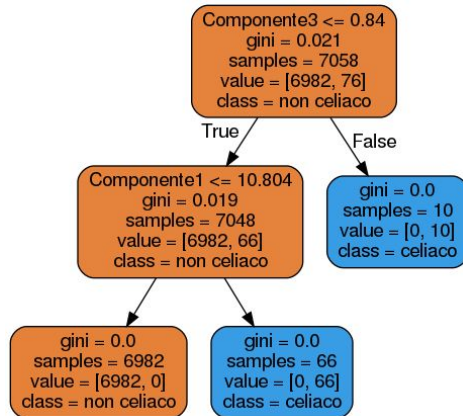 Componente3 <= 0.84
gini = 0.021
samples = 7058
value = [6982, 76]
class = non celiaco
True
False
Componente1 <= 10.804
gini = 0.019
samples = 7048
value = [6982, 66]
class = non celiaco
gini = 0.0
samples = 10
value = [0, 10]
class = celiaco
gini = 0.0
samples = 6982
value = [6982, 0]
class = non celiaco
gini = 0.0
samples = 66
value = [0, 66]
class = celiaco